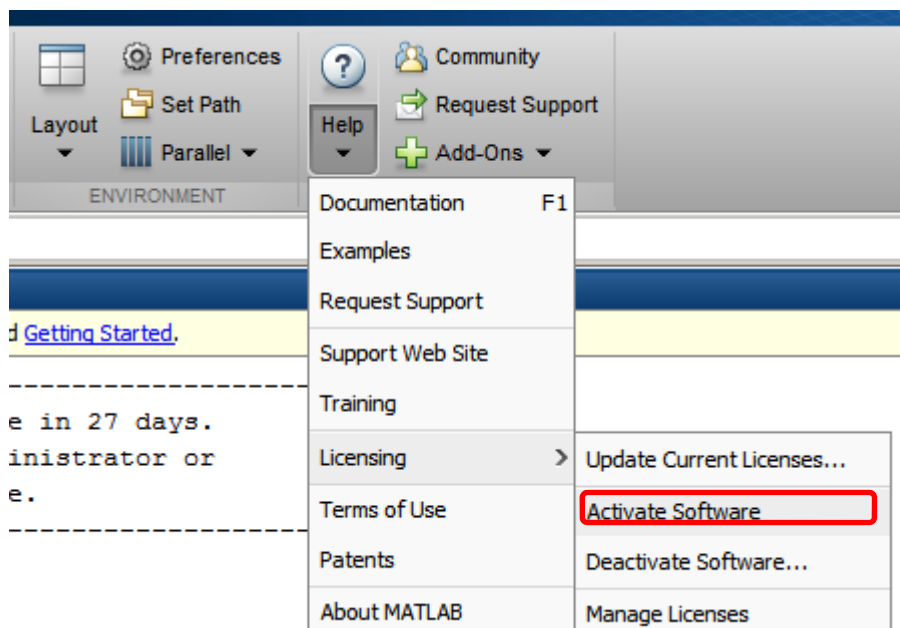 Preferences
Community
Set Path
Request Support
Layout
Help
Parallel
Add-Ons
ENVIRONMENT
Documentation F1
Examples
Request Support
d Getting Started.
Support Web Site
Training
e in 27 days.
inistrator or
e.
Licensing
Update Current Licenses...
Terms of Use
Activate Software
Patents
Deactivate Software...
About MATLAB
Manage Licenses